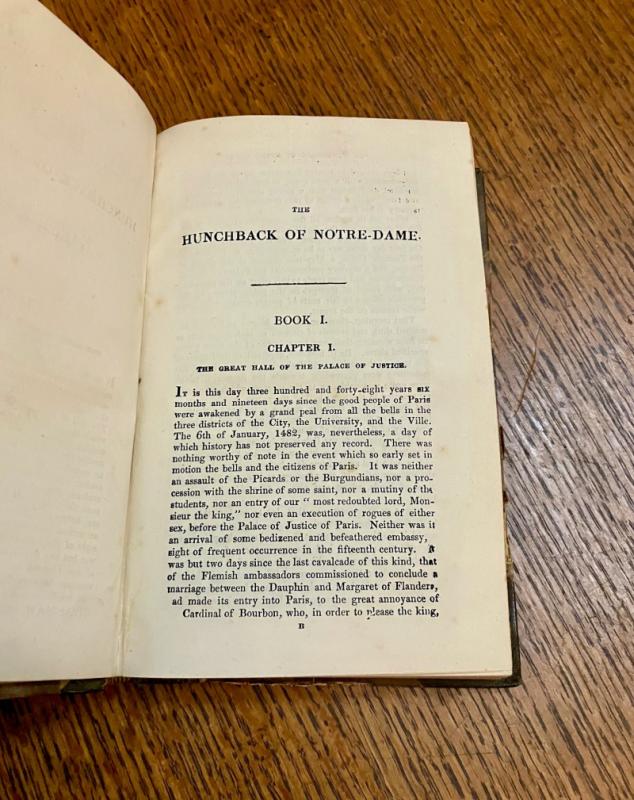 THE
HUNCHBACK OF NOTRE-DAME.
BOOK I.
CHAPTER I.
THE GREAT HALL OF THE PALACE OF JUSTICE.
IT is this day three hundred and forty-eight years six
months and nineteen days since the good people of Paris
were awakened by a grand peal from all the bells in the
three districts of the City, the University, and the Ville.
The 6th of January, 1482, was, nevertheless, a day of
which history has not preserved any record. There was
nothing worthy of note in the event which so early set in
motion the bells and the citizens of Paris. It was neither
an assault of the Picards or the Burgundians, nor a pro-
cession with the shrine of some saint, nor a mutiny of the
students, nor an entry of our " most redoubted lord, Mon-
sieur the king," nor even an execution of rogues of either
sex, before the Palace of Justice of Paris. Neither was it
an arrival of some bedizened and befeathered embassy,
sight of frequent occurrence in the fifteenth century. It
was but two days since the last cavalcade of this kind, that
of the Flemish ambassadors commissioned to conclude a
marriage between the Dauphin and Margaret of Flanders,
ad made its entry into Paris, to the great annoyance of
Cardinal of Bourbon, who, in order to please the king,
B